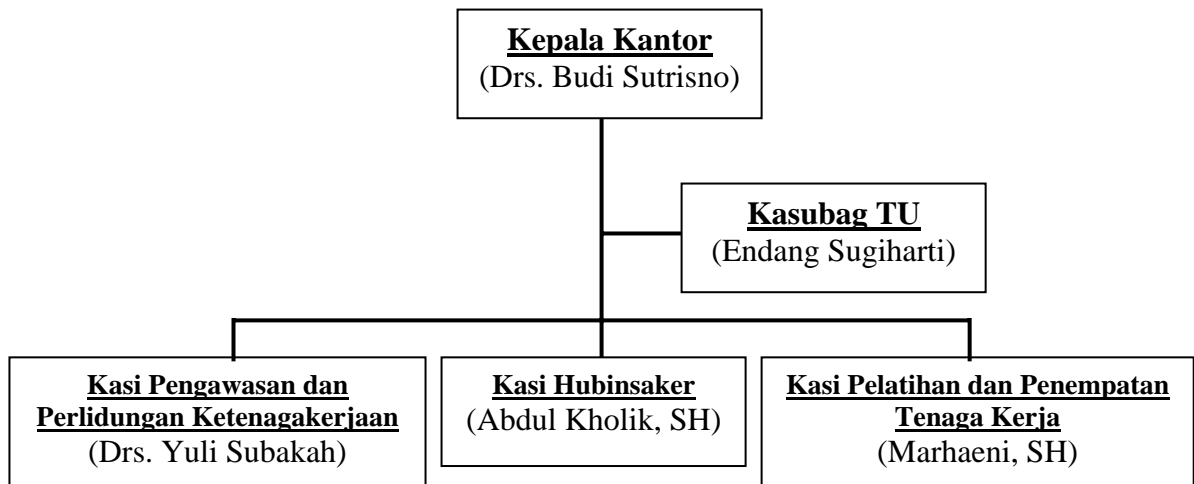 Kepala Kantor
(Drs. Budi Sutrisno)
Kasubag TU
(Endang Sugiharti)
Kasi Pengawasan dan
Perlidungan Ketenagakerjaan
(Drs. Yuli Subakah)
Kasi Hubinsaker
(Abdul Kholik, SH)
Kasi Pelatihan dan Penempatan
Tenaga Kerja
(Marhaeni, SH)